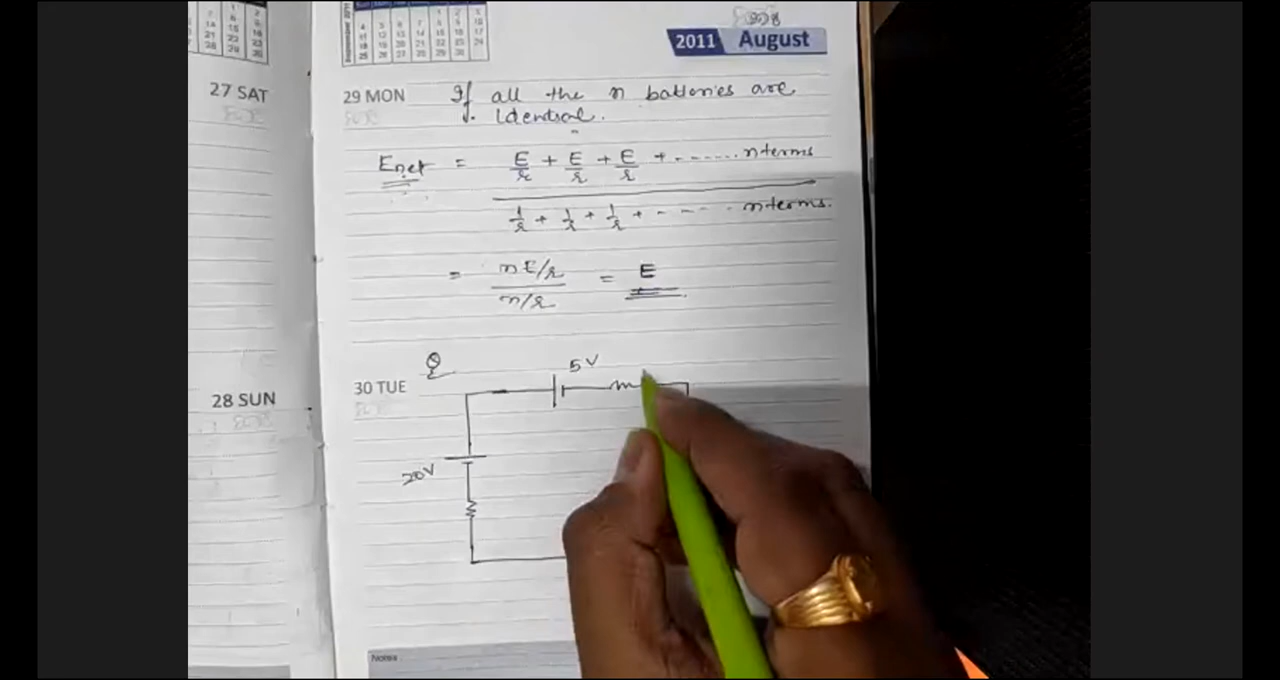 2011 August
27 SAT
29 MON
If all the n batteries are
identical.
Enet = E/r + E/r + E/r + ...... n terms
1/r + 1/r + 1/r + - - - - n terms.
= nE/r = E
n/r
28 SUN
30 TUE
Q
5V
20V
Notes